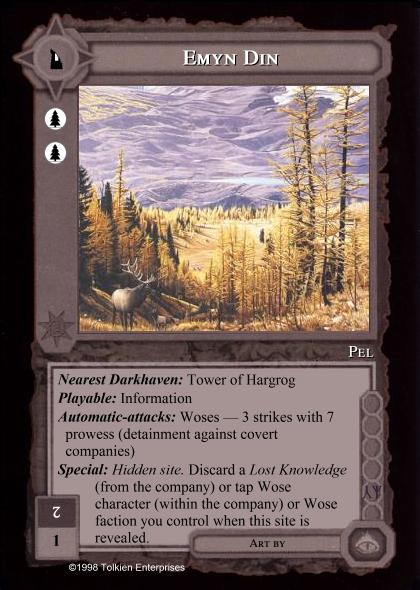 EMYN DIN
PEL
Nearest Darkhaven: Tower of Hargrog
Playable: Information
Automatic-attacks: Woses — 3 strikes with 7
prowess (detainment against covert
companies)
Special: Hidden site. Discard a Lost Knowledge
(from the company) or tap Wose
character (within the company) or Wose
faction you control when this site is
revealed.
2
1
ART BY
©1998 Tolkien Enterprises